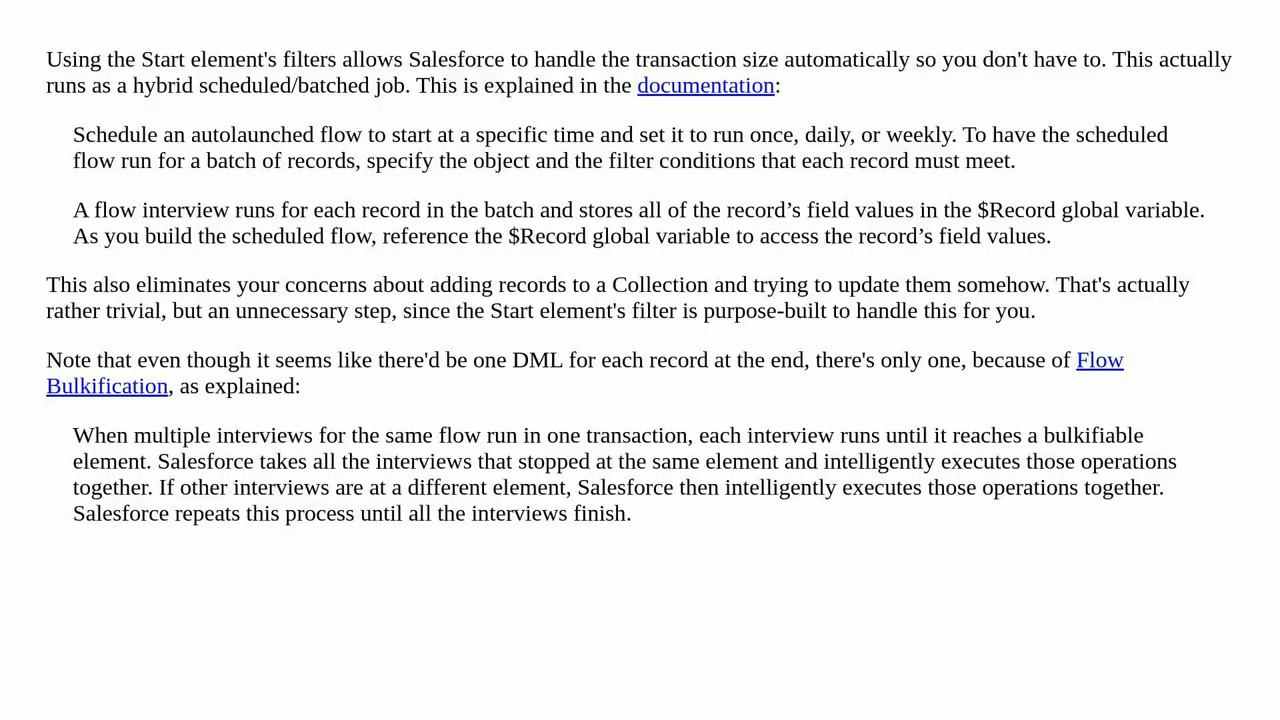 Using the Start element's filters allows Salesforce to handle the transaction size automatically so you don't have to. This actually
runs as a hybrid scheduled/batched job. This is explained in the documentation:
Schedule an autolaunched flow to start at a specific time and set it to run once, daily, or weekly. To have the scheduled
flow run for a batch of records, specify the object and the filter conditions that each record must meet.
A flow interview runs for each record in the batch and stores all of the record’s field values in the $Record global variable.
As you build the scheduled flow, reference the $Record global variable to access the record’s field values.
This also eliminates your concerns about adding records to a Collection and trying to update them somehow. That's actually
rather trivial, but an unnecessary step, since the Start element's filter is purpose-built to handle this for you.
Note that even though it seems like there'd be one DML for each record at the end, there's only one, because of Flow
Bulkification, as explained:
When multiple interviews for the same flow run in one transaction, each interview runs until it reaches a bulkifiable
element. Salesforce takes all the interviews that stopped at the same element and intelligently executes those operations
together. If other interviews are at a different element, Salesforce then intelligently executes those operations together.
Salesforce repeats this process until all the interviews finish.